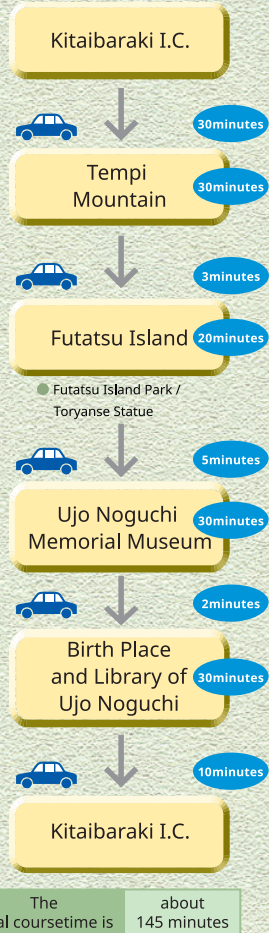 Kitaibaraki I.C.
30minutes
Tempi
Mountain
30minutes
3minutes
Futatsu Island
20minutes
Futatsu Island Park /
Toryanse Statue
5minutes
Ujo Noguchi
Memorial Museum
30minutes
2minutes
Birth Place
and Library of
Ujo Noguchi
30minutes
10minutes
Kitaibaraki I.C.
The
al coursetime is
about
145 minutes